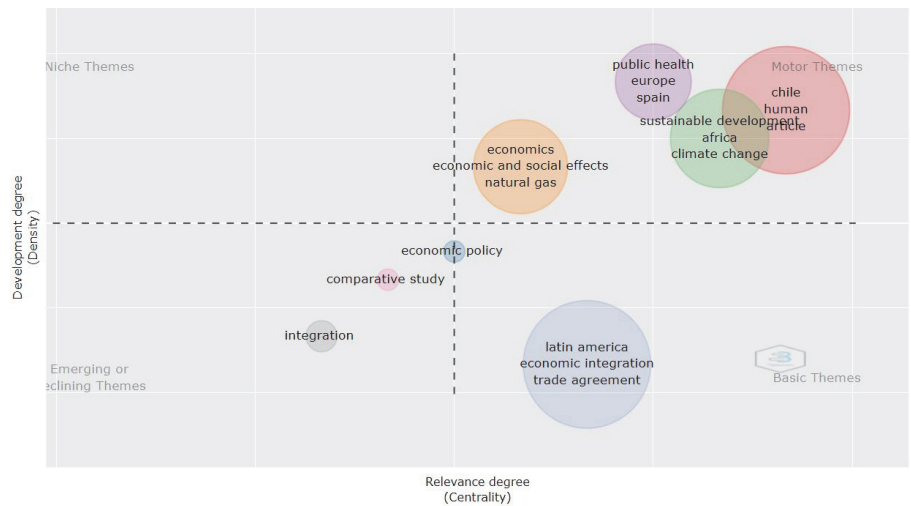 Niche Themes
Motor Themes
public health
europe
spain
chile
human
article
sustainable development
africa
climate change
economics
economic and social effects
natural gas
economic policy
comparative study
integration
latin america
economic integration
trade agreement
Emerging or
eclining Themes
Basic Themes
Development degree
(Density)
Relevance degree
(Centrality)